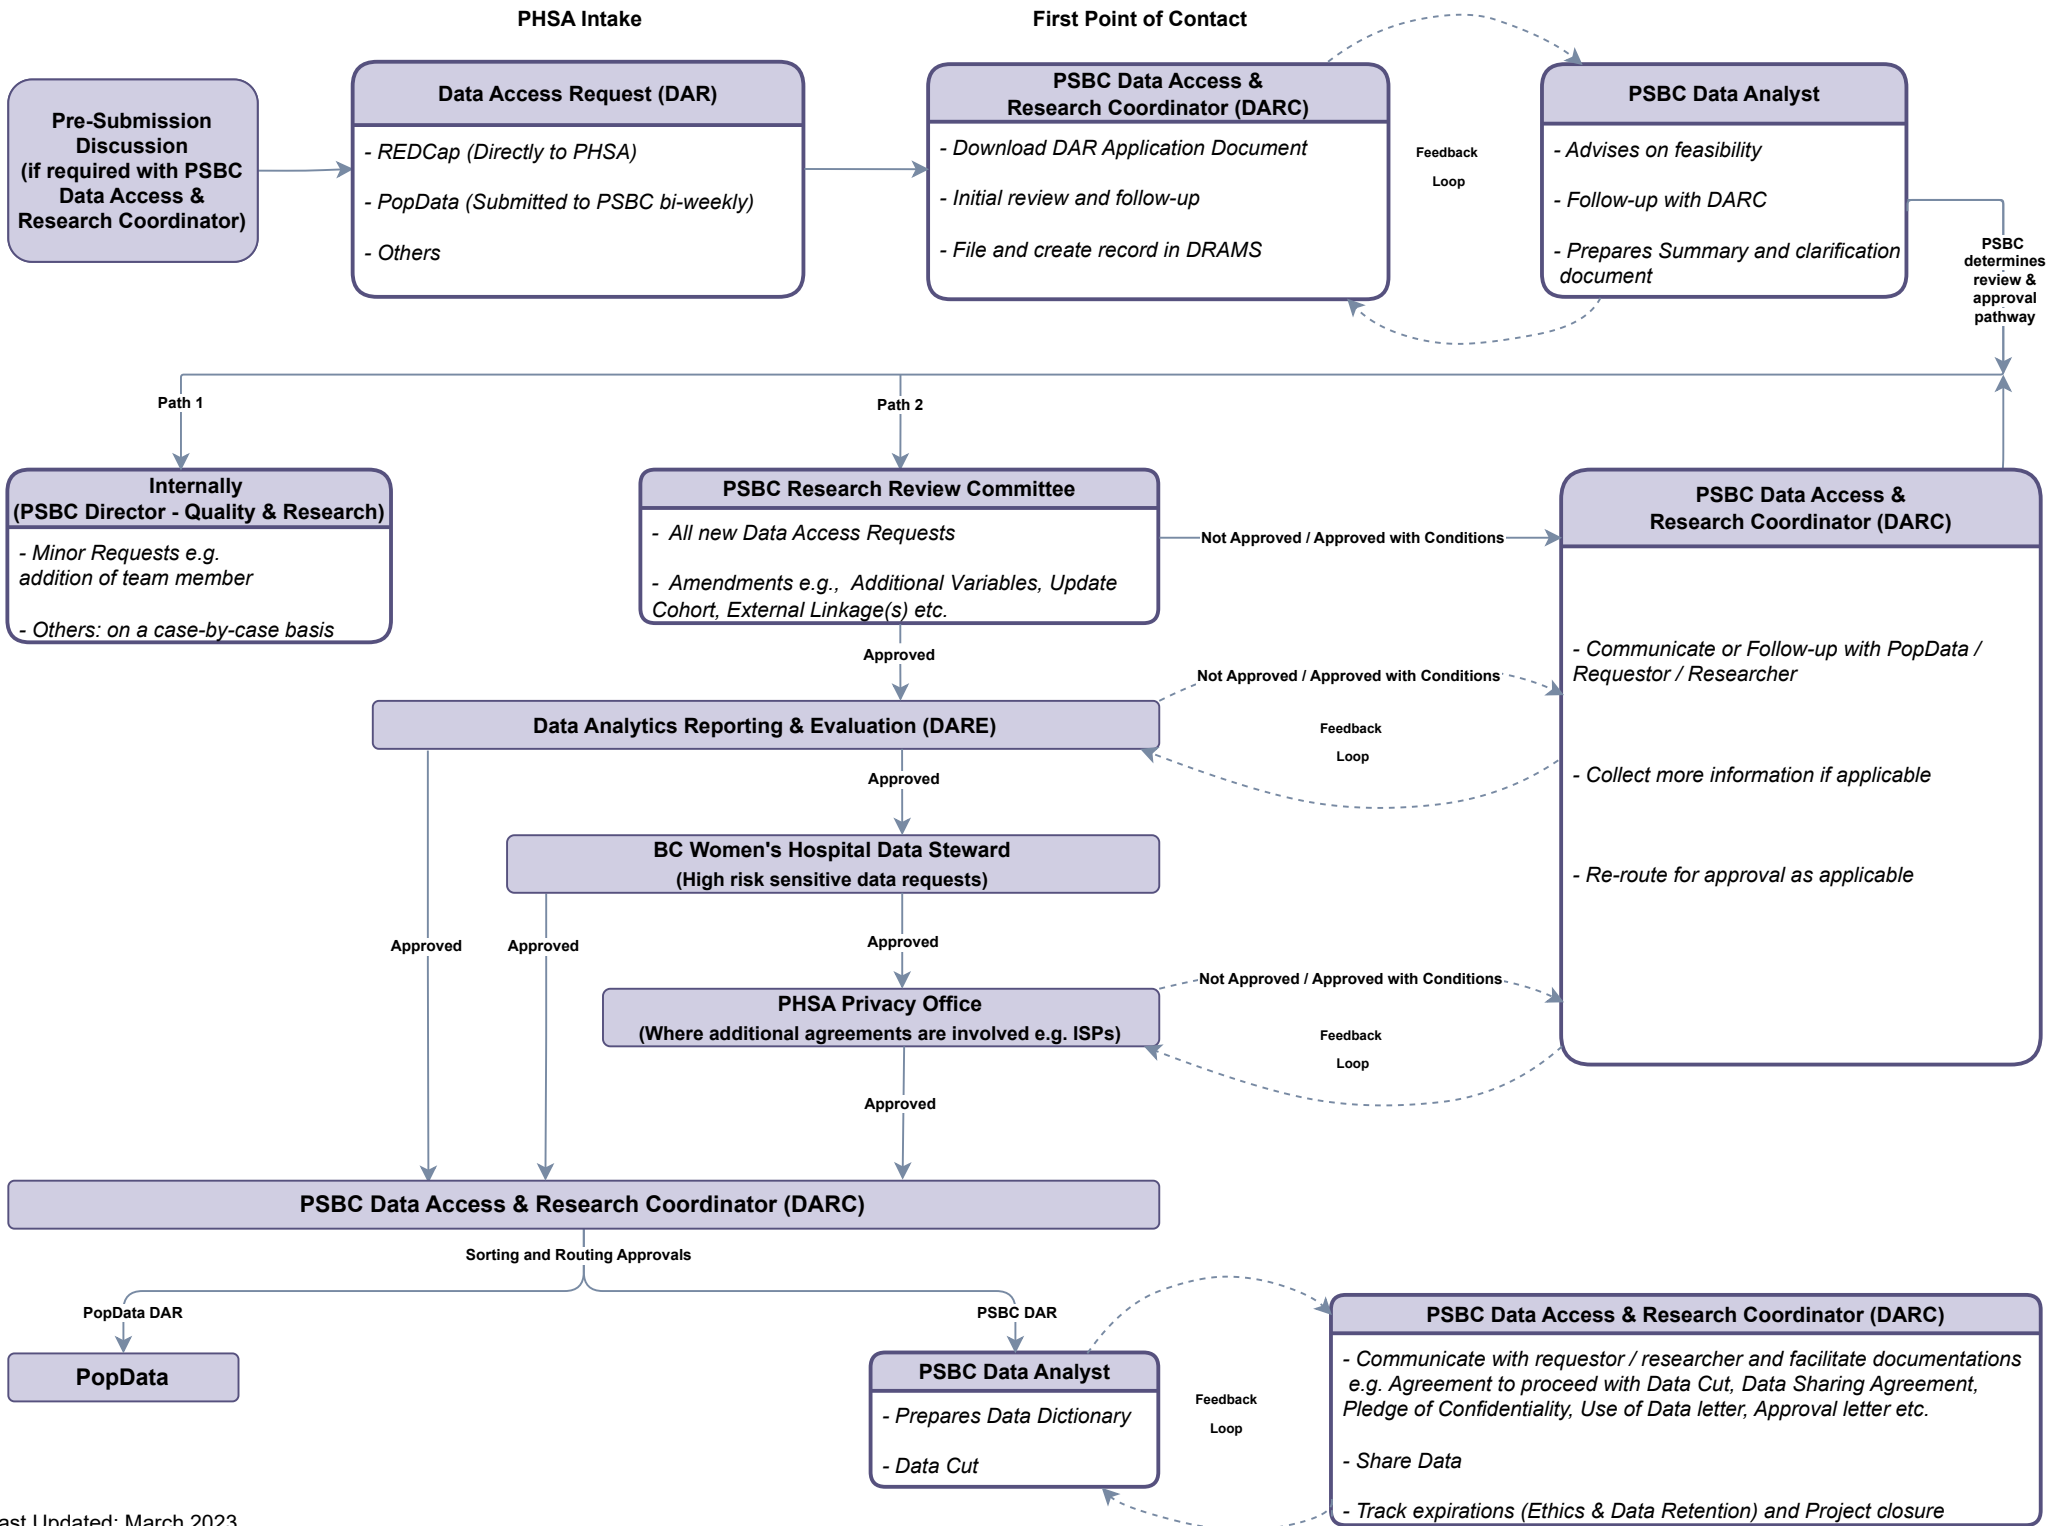 PHSA Intake
First Point of Contact
Pre-Submission
Discussion
(if required with PSBC
Data Access &
Research Coordinator)
Data Access Request (DAR)
- REDCap (Directly to PHSA)
- PopData (Submitted to PSBC bi-weekly)
- Others
PSBC Data Access &
Research Coordinator (DARC)
- Download DAR Application Document
- Initial review and follow-up
- File and create record in DRAMS
Feedback
Loop
PSBC Data Analyst
- Advises on feasibility
- Follow-up with DARC
- Prepares Summary and clarification
document
PSBC
determines
review &
approval
pathway
Path 1
Path 2
Internally
(PSBC Director - Quality & Research)
- Minor Requests e.g.
addition of team member
- Others: on a case-by-case basis
PSBC Research Review Committee
- All new Data Access Requests
- Amendments e.g., Additional Variables, Update
Cohort, External Linkage(s) etc.
Not Approved / Approved with Conditions
PSBC Data Access &
Research Coordinator (DARC)
- Communicate or Follow-up with PopData /
Requestor / Researcher
- Collect more information if applicable
- Re-route for approval as applicable
Approved
Not Approved / Approved with Conditions
Data Analytics Reporting & Evaluation (DARE)
Feedback
Loop
Approved
BC Women's Hospital Data Steward
(High risk sensitive data requests)
Approved
Approved
Approved
Not Approved / Approved with Conditions
PHSA Privacy Office
(Where additional agreements are involved e.g. ISPs)
Feedback
Loop
Approved
PSBC Data Access & Research Coordinator (DARC)
Sorting and Routing Approvals
PopData DAR
PSBC DAR
PopData
PSBC Data Analyst
- Prepares Data Dictionary
- Data Cut
Feedback
Loop
PSBC Data Access & Research Coordinator (DARC)
- Communicate with requestor / researcher and facilitate documentations
e.g. Agreement to proceed with Data Cut, Data Sharing Agreement,
Pledge of Confidentiality, Use of Data letter, Approval letter etc.
- Share Data
- Track expirations (Ethics & Data Retention) and Project closure
ast Updated: March 2023